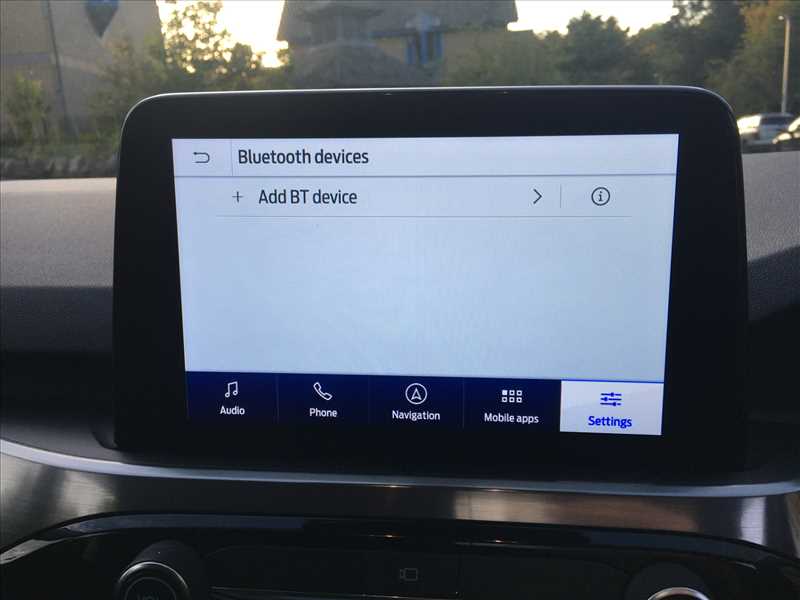 Bluetooth devices
+ Add BT device
Audio
Phone
Navigation
Mobile apps
Settings